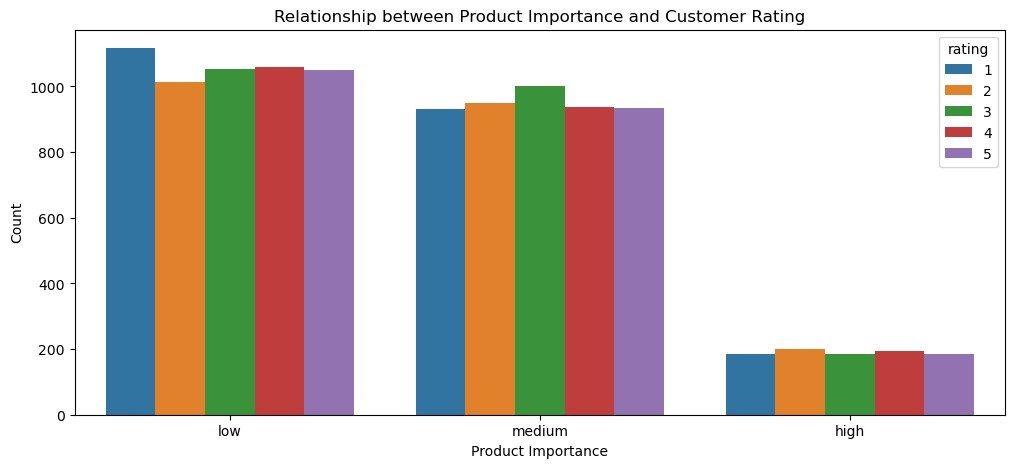 Relationship between Product Importance and Customer Rating
rating
1
2
3
4
5
1000
800
600
400
200
0
Count
low
medium
high
Product Importance